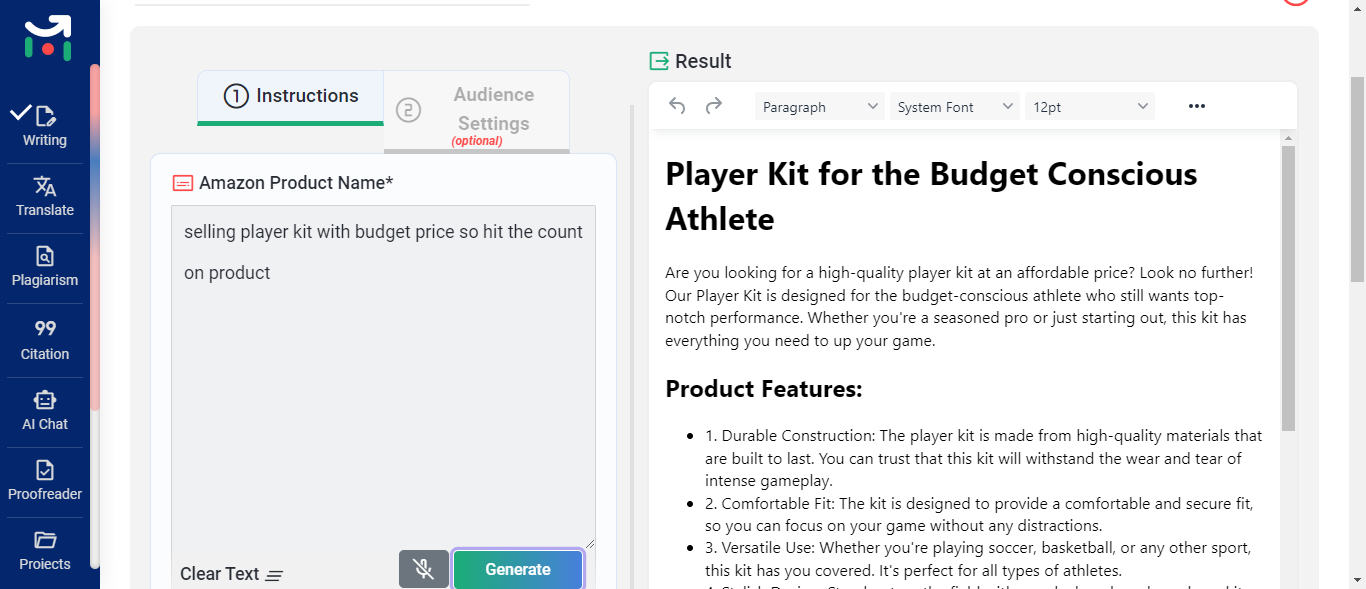 Writing
Translate
Plagiarism
99
Citation
AI Chat
Proofreader
Projects
1 Instructions
2
Audience
Settings
(optional)
Amazon Product Name*
selling player kit with budget price so hit the count
on product
Clear Text
Generate
Result
Paragraph
System Font
12pt
Player Kit for the Budget Conscious
Athlete
Are you looking for a high-quality player kit at an affordable price? Look no further!
Our Player Kit is designed for the budget-conscious athlete who still wants top-
notch performance. Whether you're a seasoned pro or just starting out, this kit has
everything you need to up your game.
Product Features:
1. Durable Construction: The player kit is made from high-quality materials that
are built to last. You can trust that this kit will withstand the wear and tear of
intense gameplay.
2. Comfortable Fit: The kit is designed to provide a comfortable and secure fit,
so you can focus on your game without any distractions.
3. Versatile Use: Whether you're playing soccer, basketball, or any other sport,
this kit has you covered. It's perfect for all types of athletes.